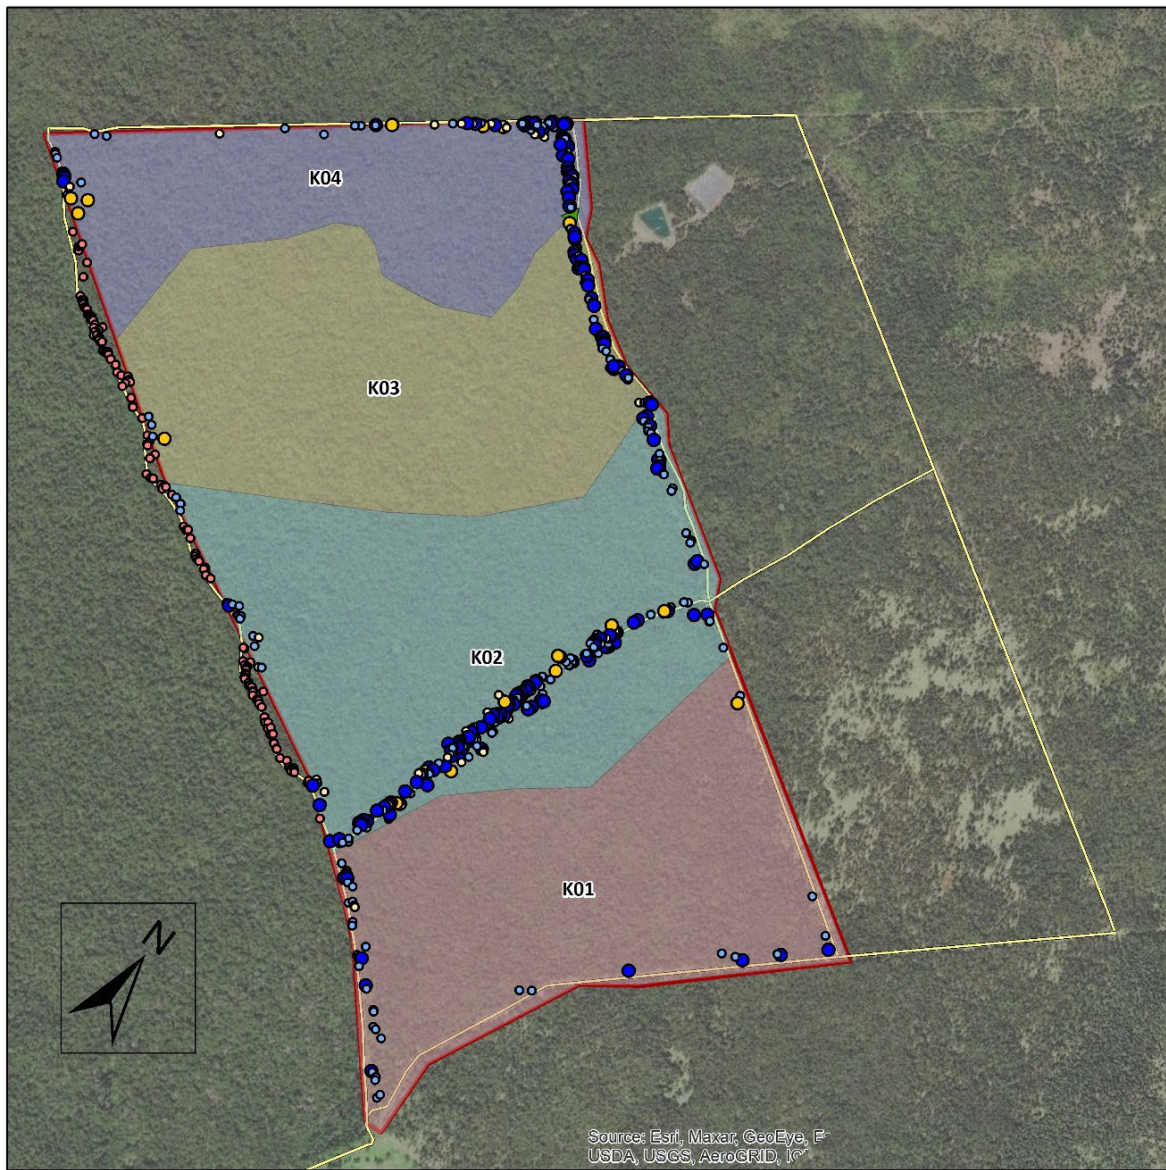 K04
K03
K02
K01
N
Source: Esri, Maxar, GeoEye,
USDA, USGS, AeroGRID,